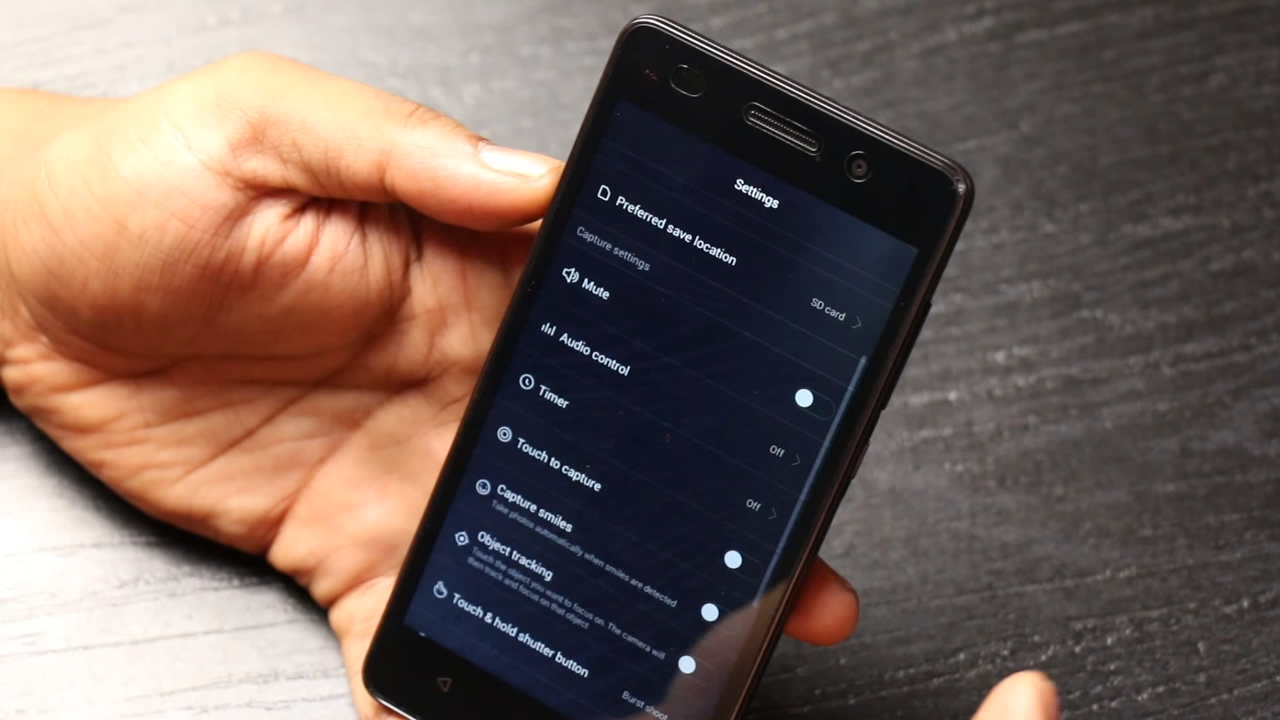 Settings
Preferred save location
SD card
Capture settings
Mute
Audio control
Off
Timer
Off
Touch to capture
Capture smiles
Take photos automatically when smiles are detected
Object tracking
Touch the object you want to focus on. The camera will
then track and focus on that object
Touch & hold shutter button
Burst shoot